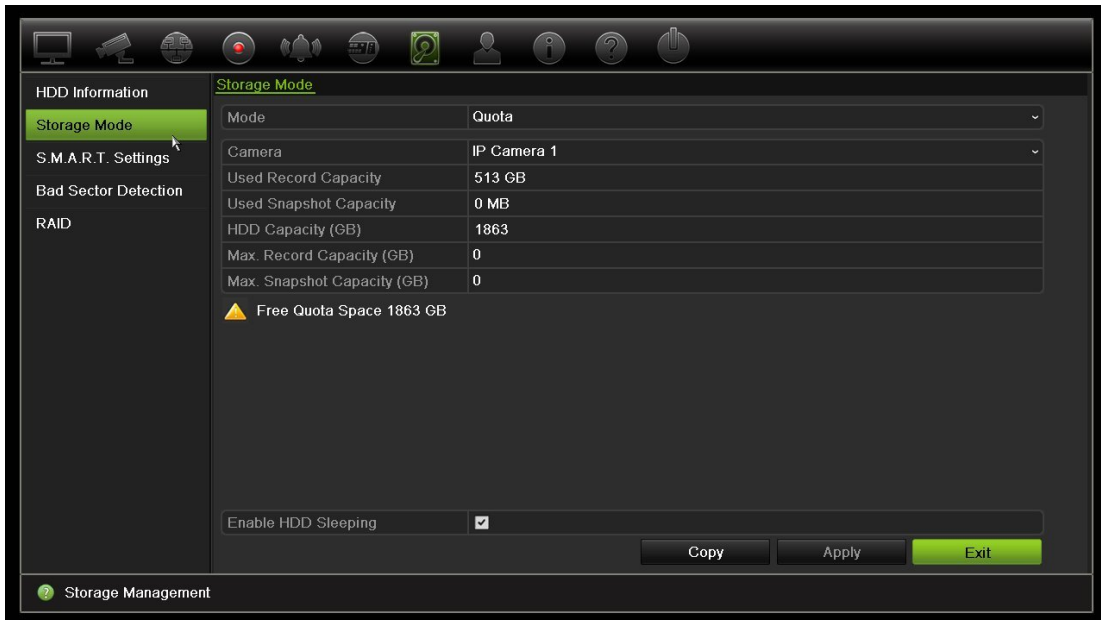 HDD Information
Storage Mode
S.M.A.R.T. Settings
Bad Sector Detection
RAID
Storage Mode
Mode Quota
Camera IP Camera 1
Used Record Capacity 513 GB
Used Snapshot Capacity 0 MB
HDD Capacity (GB) 1863
Max. Record Capacity (GB) 0
Max. Snapshot Capacity (GB) 0
Free Quota Space 1863 GB
Enable HDD Sleeping
Copy Apply Exit
Storage Management